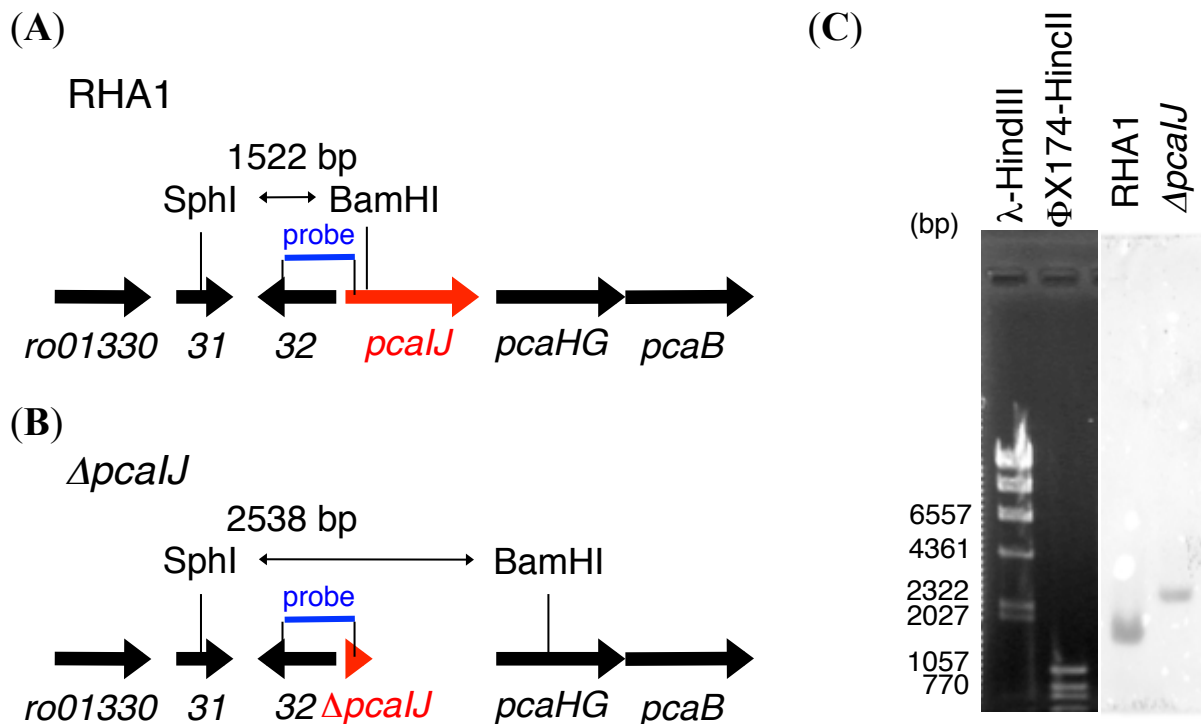 (A)
RHA1
1522 bp
SphI BamHI
probe
ro01330 31 32 pcaIJ pcaHG pcaB
(B)
ΔpcaIJ
2538 bp
SphI BamHI
probe
ro01330 31 32 ΔpcaIJ pcaHG pcaB
(C)
λ-HindIII
ΦX174-HincII
RHA1
ΔpcaIJ
(bp)
6557
4361
2322
2027
1057
770